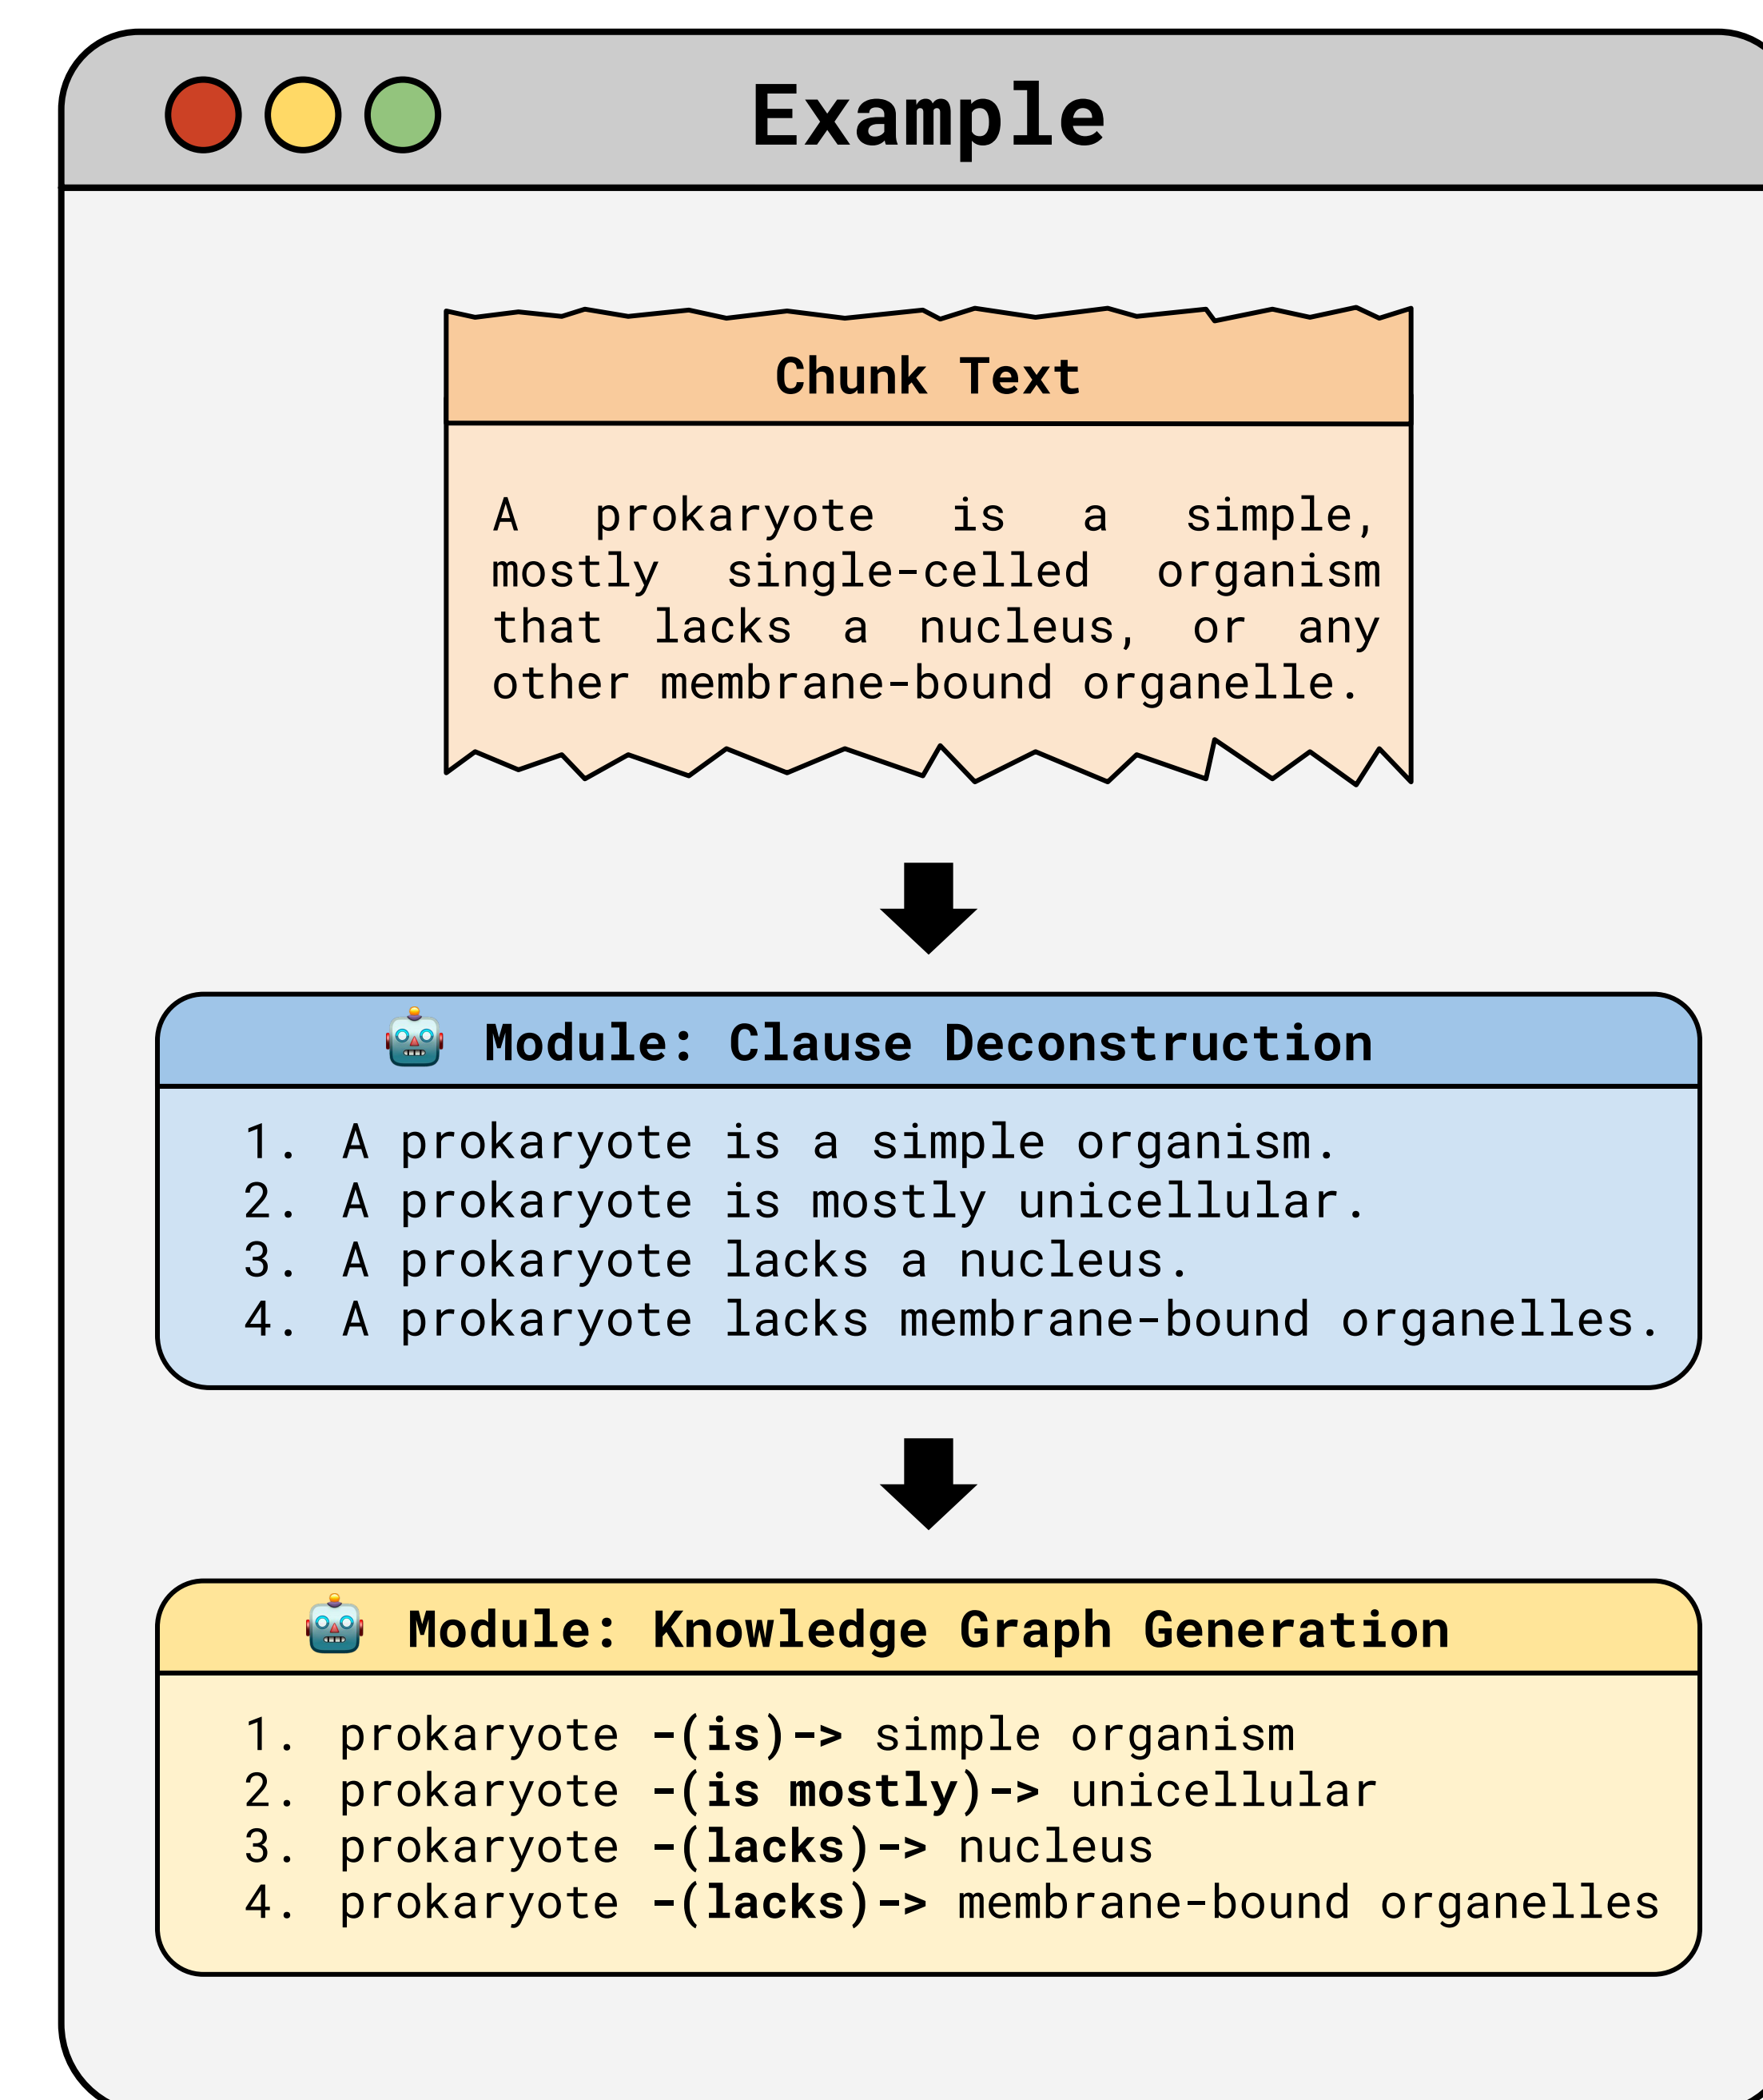 Example
Chunk Text
A prokaryote is a simple,
mostly single-celled organism
that lacks a nucleus, or any
other membrane-bound organelle.
Module: Clause Deconstruction
1. A prokaryote is a simple organism.
2. A prokaryote is mostly unicellular.
3. A prokaryote lacks a nucleus.
4. A prokaryote lacks membrane-bound organelles.
Module: Knowledge Graph Generation
1. prokaryote -(is)-> simple organism
2. prokaryote -(is mostly)-> unicellular
3. prokaryote -(lacks)-> nucleus
4. prokaryote -(lacks)-> membrane-bound organelles